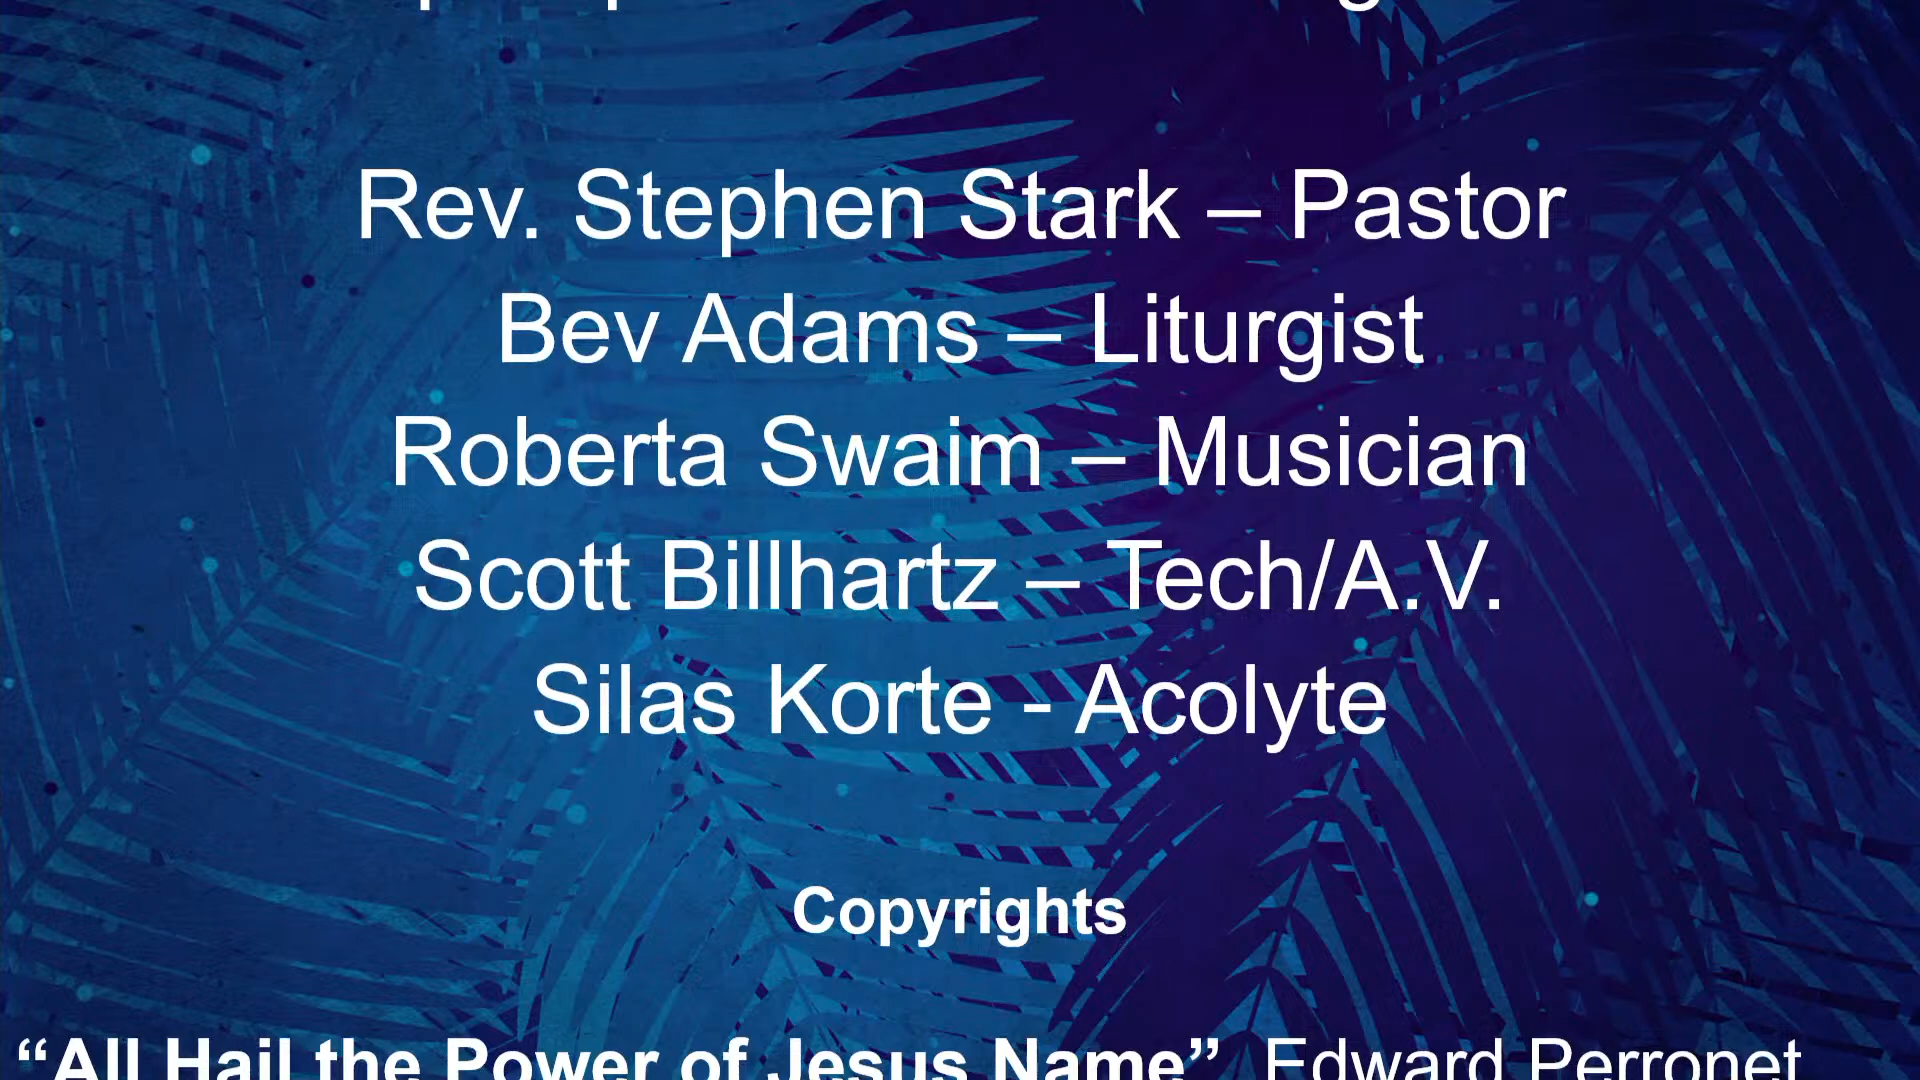 Rev. Stephen Stark – Pastor
Bev Adams – Liturgist
Roberta Swaim – Musician
Scott Billhartz – Tech/A.V.
Silas Korte - Acolyte
Copyrights
“All Hail the Power of Jesus Name” Edward Perronet